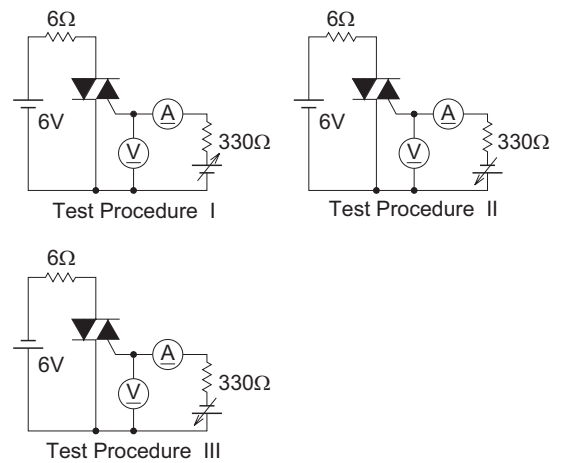 6Ω
6V
A
V
330Ω
Test Procedure I
6Ω
6V
A
V
330Ω
Test Procedure II
6Ω
6V
A
V
330Ω
Test Procedure III